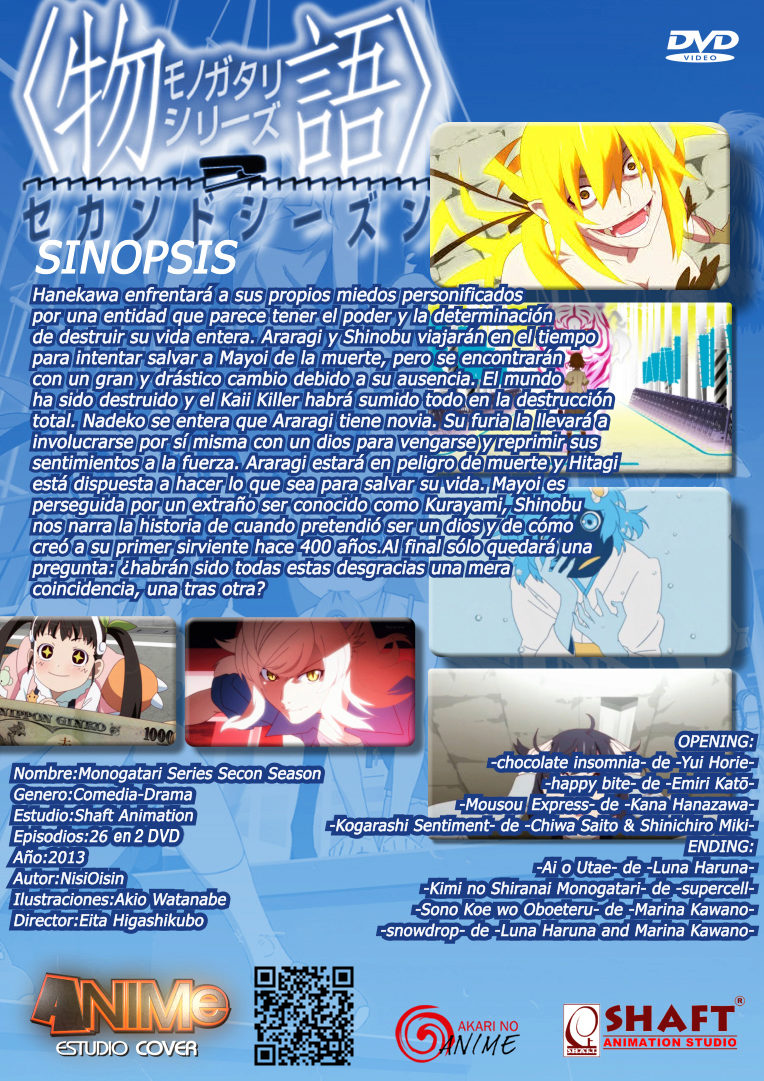 DVD
VIDEO
〈物語〉
モノガタリ
シリーズ
セカンドシーズン
SINOPSIS
Hanekawa enfrentará a sus propios miedos personificados
por una entidad que parece tener el poder y la determinación
de destruir su vida entera. Araragi y Shinobu viajarán en el tiempo
para intentar salvar a Mayoi de la muerte, pero se encontrarán
con un gran y drástico cambio debido a su ausencia. El mundo
ha sido destruido y el Kaii Killer habrá sumido todo en la destrucción
total. Nadeko se entera que Araragi tiene novia. Su furia la llevará a
involucrarse por sí misma con un dios para vengarse y reprimir sus
sentimientos a la fuerza. Araragi estará en peligro de muerte y Hitagi
está dispuesta a hacer lo que sea para salvar su vida. Mayoi es
perseguida por un extraño ser conocido como Kurayami, Shinobu
nos narra la historia de cuando pretendió ser un dios y de cómo
creó a su primer sirviente hace 400 años.Al final sólo quedará una
pregunta: ¿habrán sido todas estas desgracias una mera
coincidencia, una tras otra?
NIPPON GINKO
1000
Nombre:Monogatari Series Secon Season
Genero:Comedia-Drama
Estudio:Shaft Animation
Episodios:26 en 2 DVD
Año:2013
Autor:NisiOisin
Ilustraciones:Akio Watanabe
Director:Eita Higashikubo
OPENING:
-chocolate insomnia- de -Yui Horie-
-happy bite- de -Emiri Katō-
-Mousou Express- de -Kana Hanazawa-
-Kogarashi Sentiment- de -Chiwa Saito & Shinichiro Miki-
ENDING:
-Ai o Utae- de -Luna Haruna-
-Kimi no Shiranai Monogatari- de -supercell-
-Sono Koe wo Oboeteru- de -Marina Kawano-
-snowdrop- de -Luna Haruna and Marina Kawano-
ANIMe
ESTUDIO COVER
AKARI NO
ANIME
SHAFT
SHAFT®
ANIMATION STUDIO